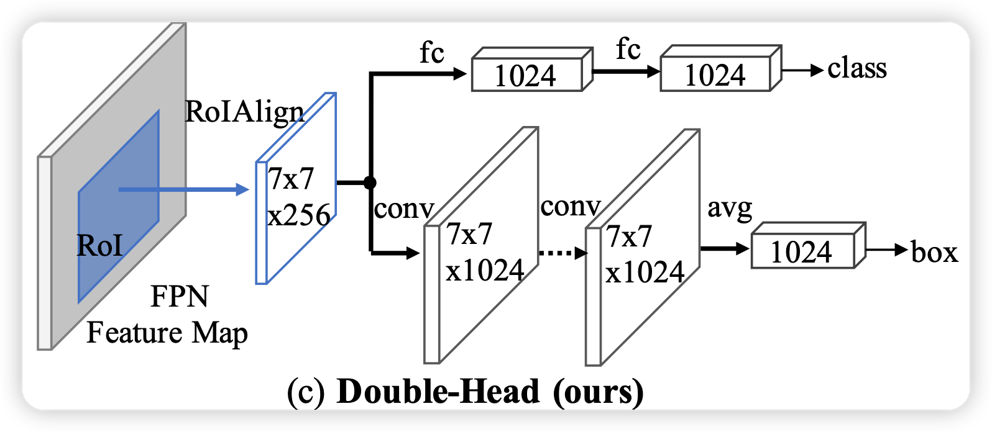 RoIAlign
RoI
FPN
Feature Map
7x7
x256
fc
1024
fc
1024
class
conv
7x7
x1024
conv
7x7
x1024
avg
1024
box
(c) Double-Head (ours)